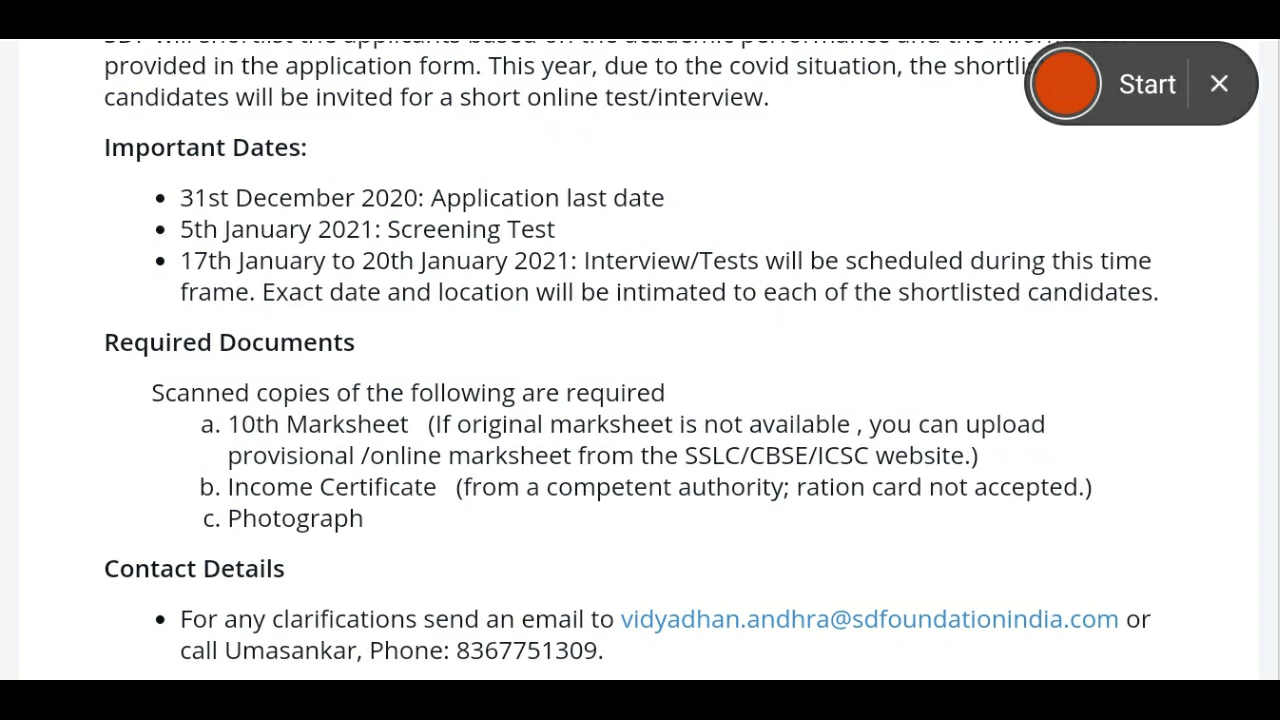 provided in the application form. This year, due to the covid situation, the
candidates will be invited for a short online test/interview.
Start ×
Important Dates:
• 31st December 2020: Application last date
• 5th January 2021: Screening Test
• 17th January to 20th January 2021: Interview/Tests will be scheduled during this time
frame. Exact date and location will be intimated to each of the shortlisted candidates.
Required Documents
Scanned copies of the following are required
a. 10th Marksheet (If original marksheet is not available , you can upload
provisional /online marksheet from the SSLC/CBSE/ICSC website.)
b. Income Certificate (from a competent authority; ration card not accepted.)
c. Photograph
Contact Details
• For any clarifications send an email to vidyadhan.andhra@sdfoundationindia.com or
call Umasankar, Phone: 8367751309.